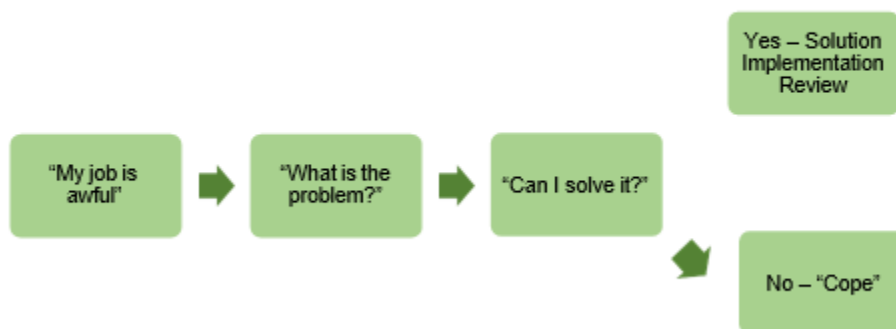 Yes – Solution
Implementation
Review
“My job is
awful”
“What is the
problem?”
“Can I solve it?”
No – “Cope”